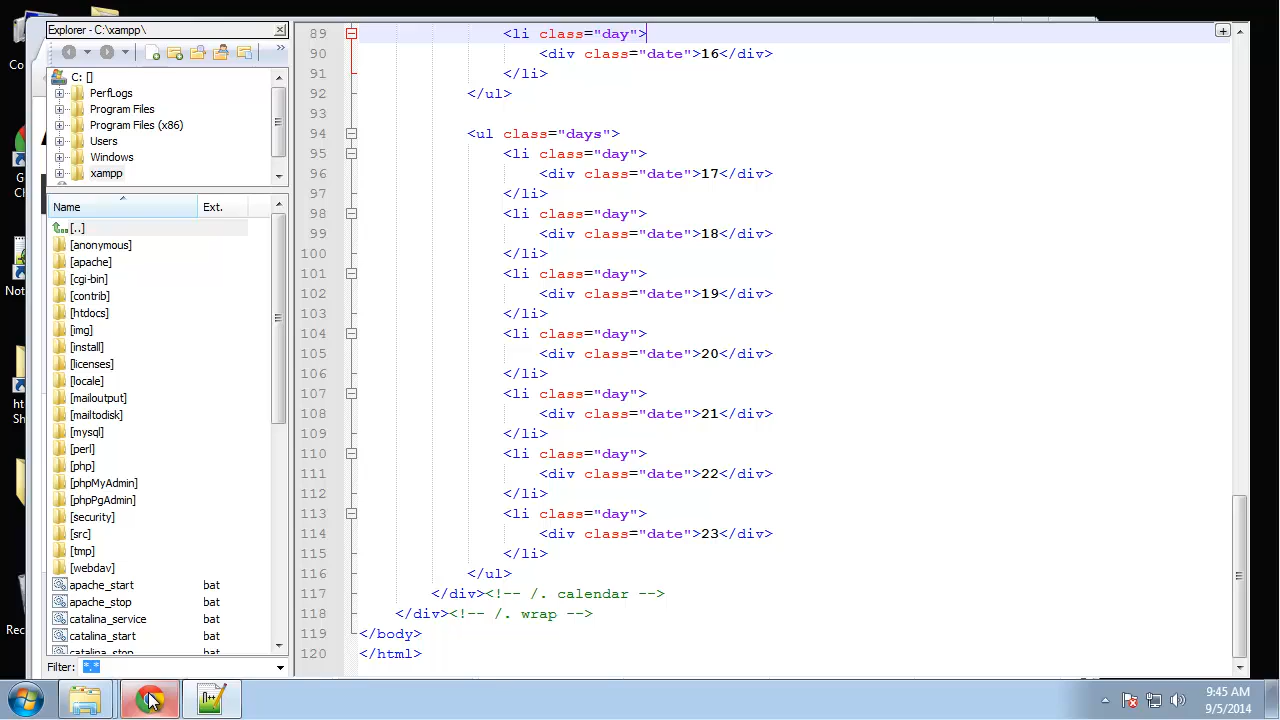 Explorer - C:\xampp\
C: []
PerfLogs
Program Files
Program Files (x86)
Users
Windows
xampp
Name Ext.
[..]
[anonymous]
[apache]
[cgi-bin]
[contrib]
[htdocs]
[img]
[install]
[licenses]
[locale]
[mailoutput]
[mailtodisk]
[mysql]
[perl]
[php]
[phpMyAdmin]
[phpPgAdmin]
[security]
[src]
[tmp]
[webdav]
apache_start bat
apache_stop bat
catalina_service bat
catalina_start bat
catalina_stop bat
Filter: *.*
89 <li class="day">
90 <div class="date">16</div>
91 </li>
92 </ul>
93
94 <ul class="days">
95 <li class="day">
96 <div class="date">17</div>
97 </li>
98 <li class="day">
99 <div class="date">18</div>
100 </li>
101 <li class="day">
102 <div class="date">19</div>
103 </li>
104 <li class="day">
105 <div class="date">20</div>
106 </li>
107 <li class="day">
108 <div class="date">21</div>
109 </li>
110 <li class="day">
111 <div class="date">22</div>
112 </li>
113 <li class="day">
114 <div class="date">23</div>
115 </li>
116 </ul>
117 </div><!-- /. calendar -->
118 </div><!-- /. wrap -->
119 </body>
120 </html>
Co
G
Ch
Not
ht
Sh
Rec
9:45 AM
9/5/2014